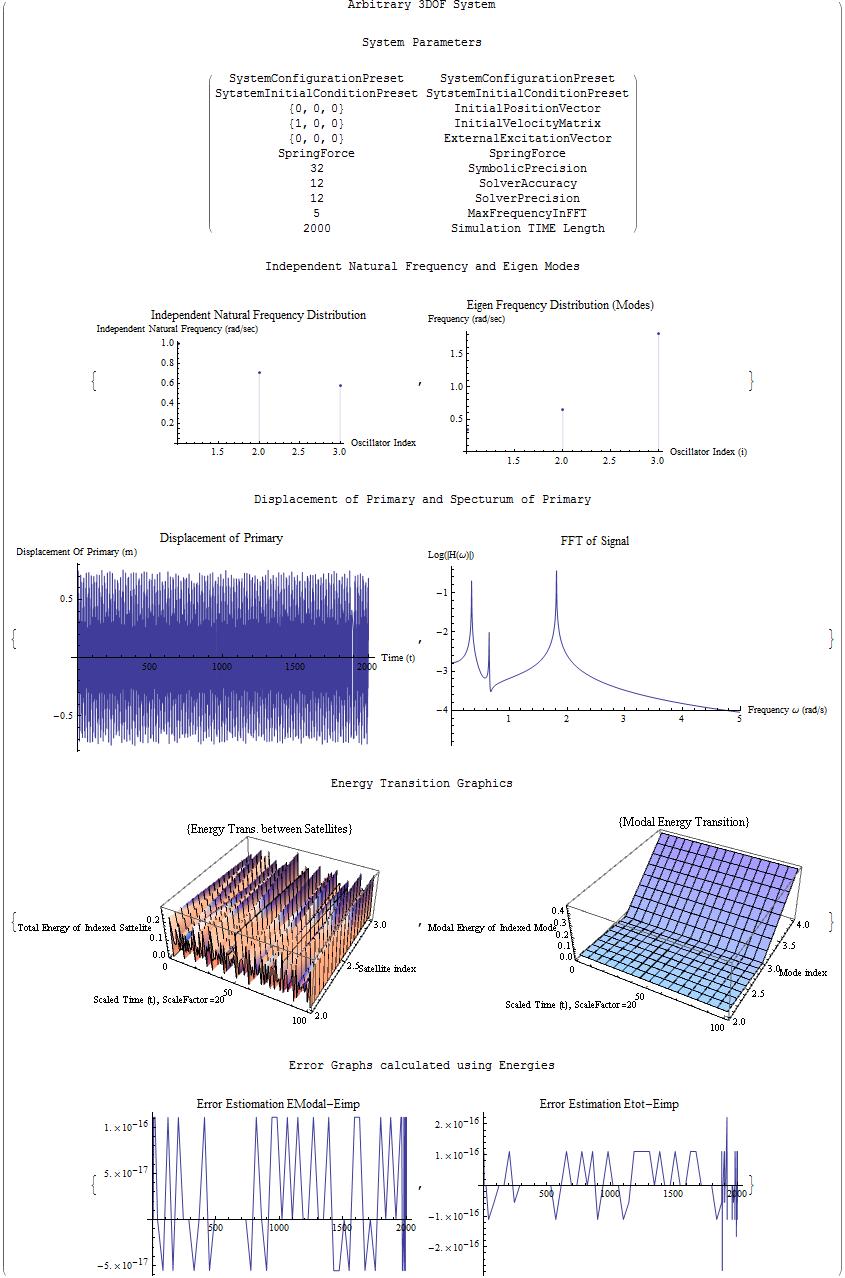 Arbitrary 3DOF System
System Parameters
SystemConfigurationPreset SystemConfigurationPreset
SytstemInitialConditionPreset SytstemInitialConditionPreset
{0, 0, 0} InitialPositionVector
{1, 0, 0} InitialVelocityMatrix
{0, 0, 0} ExternalExcitationVector
SpringForce SpringForce
32 SymbolicPrecision
12 SolverAccuracy
12 SolverPrecision
5 MaxFrequencyInFFT
2000 Simulation TIME Length
Independent Natural Frequency and Eigen Modes
Independent Natural Frequency Distribution
Independent Natural Frequency (rad/sec)
1.0
0.8
0.6
0.4
0.2
1.5 2.0 2.5 3.0
Oscillator Index
,
Eigen Frequency Distribution (Modes)
Frequency (rad/sec)
1.5
1.0
0.5
1.5 2.0 2.5 3.0
Oscillator Index (i)
Displacement of Primary and Specturum of Primary
Displacement of Primary
Displacement Of Primary (m)
0.5
-0.5
500 1000 1500 2000
Time (t)
,
FFT of Signal
Log(|H(ω)|)
-1
-2
-3
-4
1 2 3 4 5
Frequency ω (rad/s)
Energy Transition Graphics
{Energy Trans. between Satellites}
Total Energy of Indexed Sattelite
0.2
0.1
0.0
0
50
100
Scaled Time (t), ScaleFactor=20
2.0
2.5
3.0
Satellite index
,
{Modal Energy Transition}
Modal Energy of Indexed Mode
0.4
0.3
0.2
0.1
0.0
0
50
100
Scaled Time (t), ScaleFactor=20
2.0
2.5
3.0
3.5
4.0
Mode index
Error Graphs calculated using Energies
Error Estiomation EModal-Eimp
1.×10⁻¹⁶
5.×10⁻¹⁷
-5.×10⁻¹⁷
500 1000 1500 2000
,
Error Estimation Etot-Eimp
2.×10⁻¹⁶
1.×10⁻¹⁶
-1.×10⁻¹⁶
-2.×10⁻¹⁶
500 1000 1500 2000